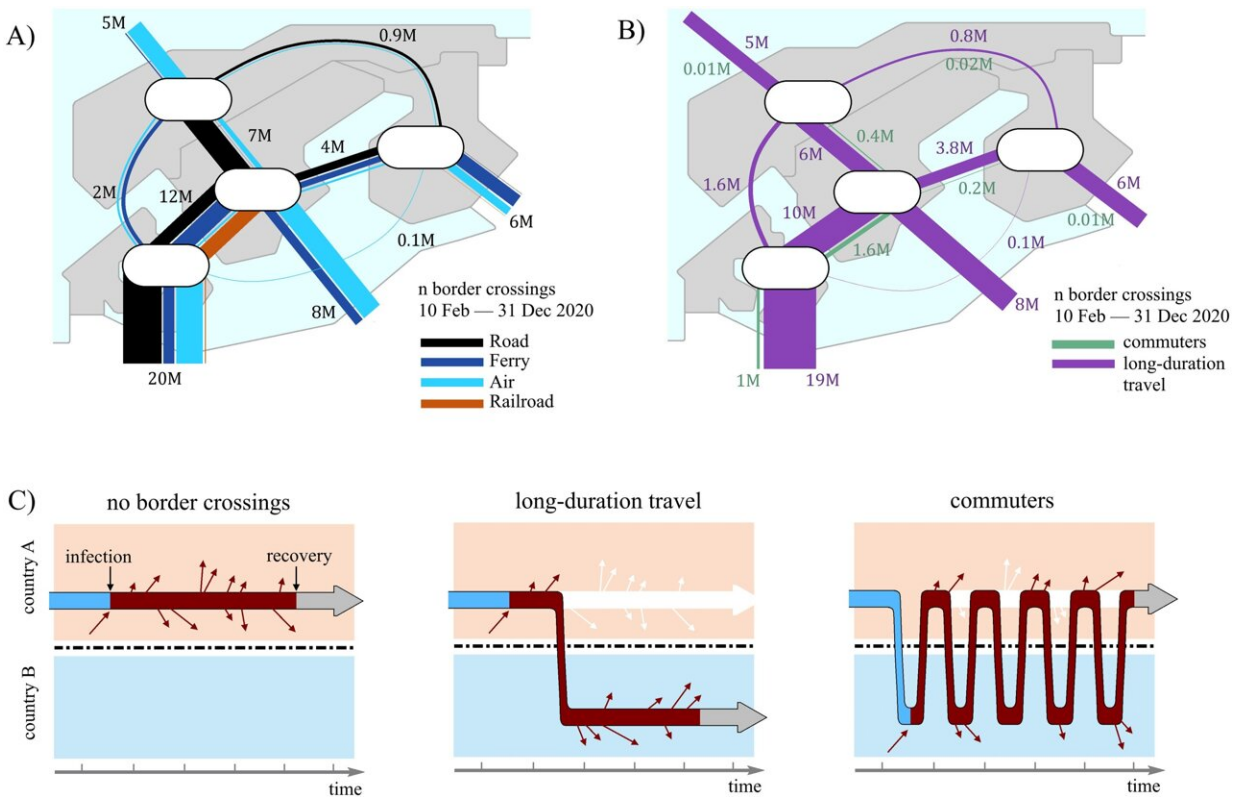 A)
5M
0.9M
7M
4M
2M
12M
6M
0.1M
8M
20M
n border crossings
10 Feb — 31 Dec 2020
Road
Ferry
Air
Railroad
B)
5M
0.8M
0.01M
0.02M
0.4M
6M
3.8M
1.6M
0.2M
6M
10M
0.01M
1.6M
0.1M
8M
1M
19M
n border crossings
10 Feb — 31 Dec 2020
commuters
long-duration
travel
C)
no border crossings
long-duration travel
commuters
country A
infection
recovery
country B
time
time
time